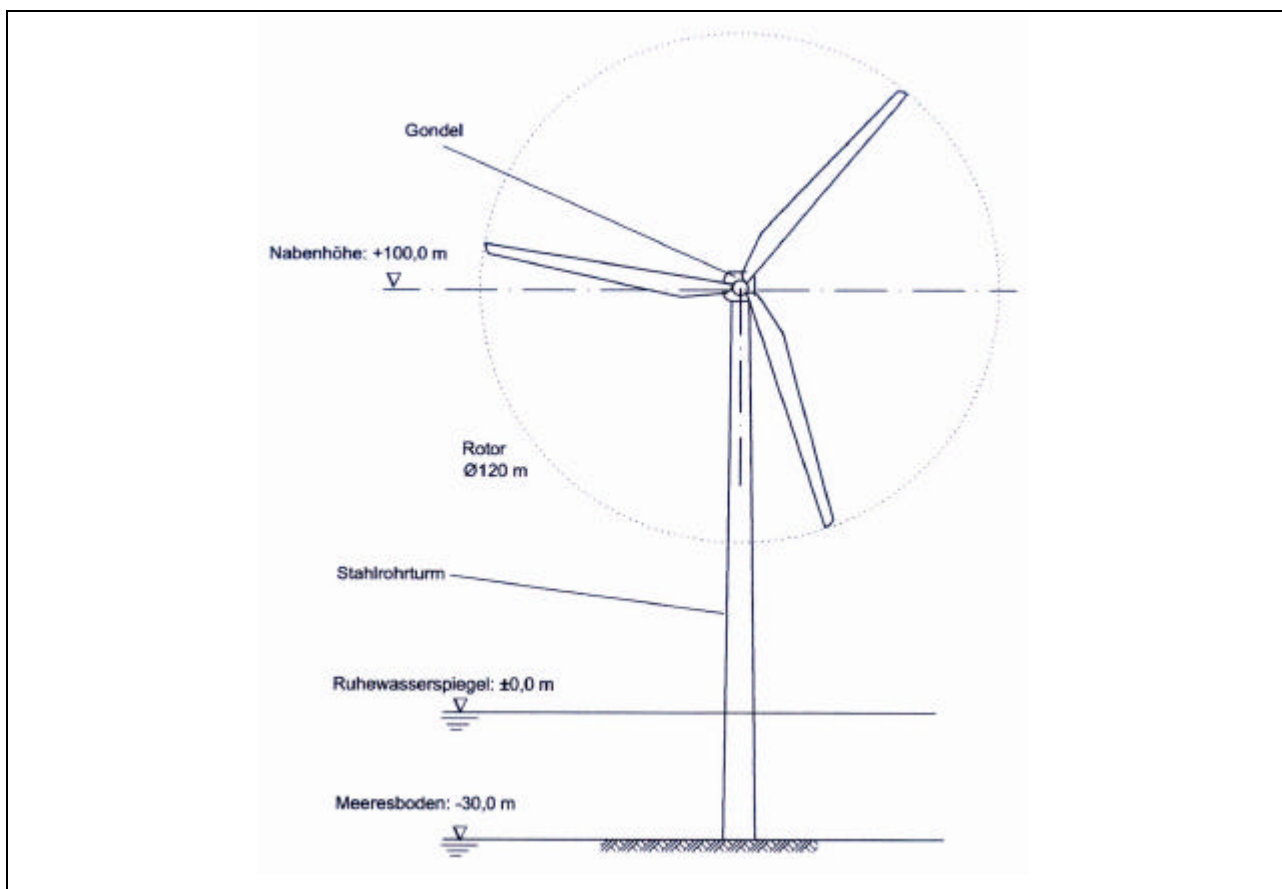 Gondel
Nabenhöhe: +100,0 m
Rotor
Ø120 m
Stahlrohrturm
Ruhewasserspiegel: ±0,0 m
Meeresboden: -30,0 m